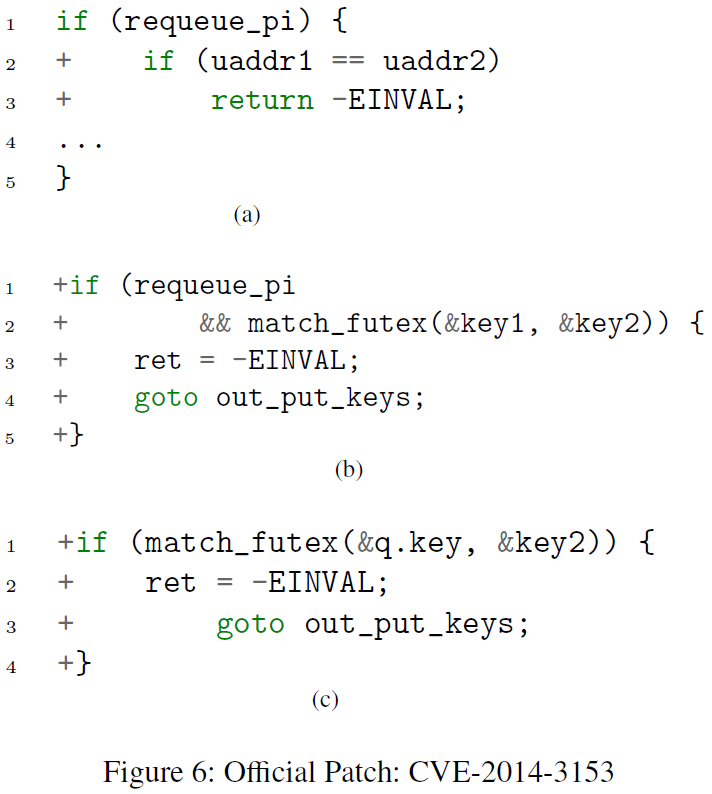 1 if (requeue_pi) {
2 +    if (uaddr1 == uaddr2)
3 +        return -EINVAL;
4 ...
5 }
(a)
1 +if (requeue_pi
2 +        && match_futex(&key1, &key2)) {
3 +    ret = -EINVAL;
4 +    goto out_put_keys;
5 +}
(b)
1 +if (match_futex(&q.key, &key2)) {
2 +    ret = -EINVAL;
3 +        goto out_put_keys;
4 +}
(c)
Figure 6: Official Patch: CVE-2014-3153